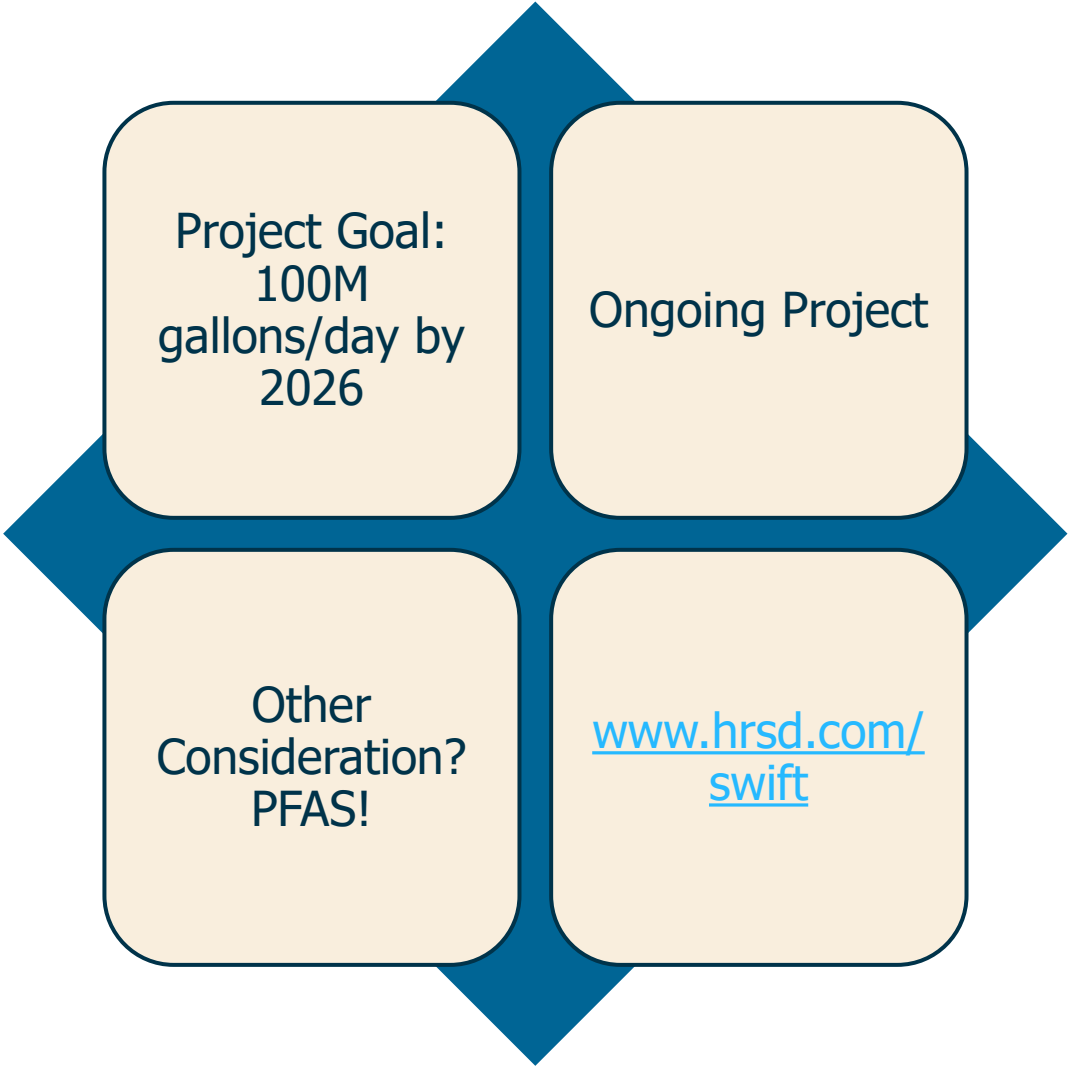 Project Goal:
100M
gallons/day by
2026
Ongoing Project
Other
Consideration?
PFAS!
www.hrsd.com/
swift